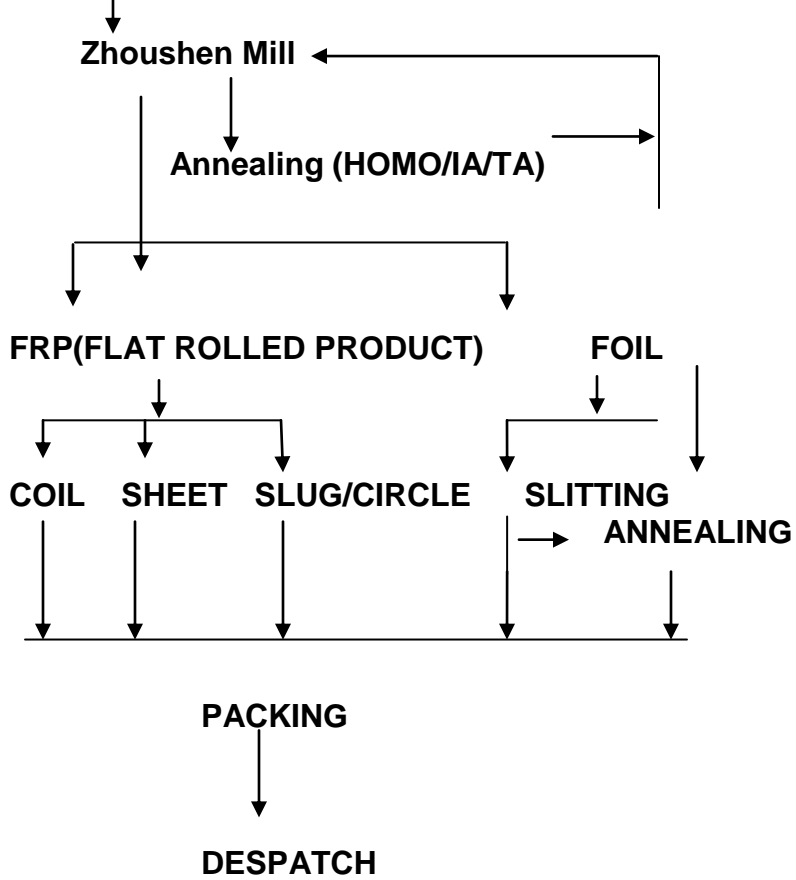 Zhoushen Mill
Annealing (HOMO/IA/TA)
FRP(FLAT ROLLED PRODUCT) FOIL
COIL SHEET SLUG/CIRCLE SLITTING
ANNEALING
PACKING
DESPATCH